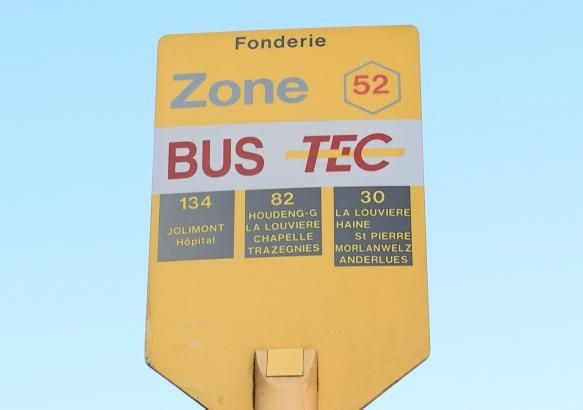 Fonderie
Zone 52
BUS TEC
134
JOLIMONT
Hôpital
82
HOUDENG-G
LA LOUVIERE
CHAPELLE
TRAZEGNIES
30
LA LOUVIERE
HAINE
St PIERRE
MORLANWELZ
ANDERLUES